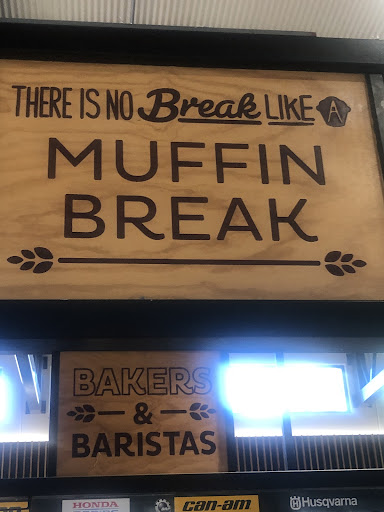 THERE IS NO Break LIKE A
MUFFIN
BREAK
BAKERS
&
BARISTAS
HONDA can-am Husqvarna